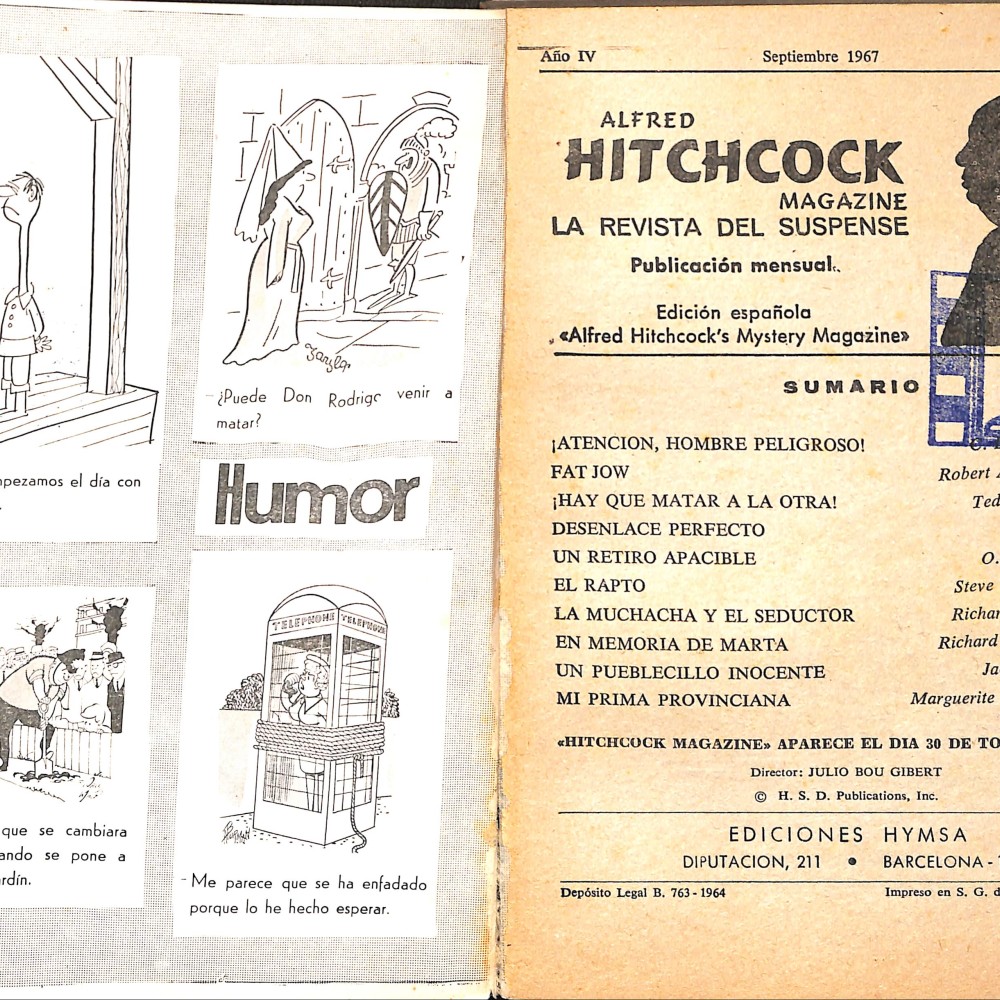 ¿Puede Don Rodrigo venir a
matar?
mpezamos el día con
Humor
TELEPHONE TELEPHONE
que se cambiara
ando se pone a
rdín.
- Me parece que se ha enfadado
porque lo he hecho esperar.
Año IV Septiembre 1967
ALFRED
HITCHCOCK
MAGAZINE
LA REVISTA DEL SUSPENSE
Publicación mensual.
Edición española
«Alfred Hitchcock's Mystery Magazine»
SUMARIO
¡ATENCION, HOMBRE PELIGROSO!
FAT JOW Robert
¡HAY QUE MATAR A LA OTRA! Ted
DESENLACE PERFECTO
UN RETIRO APACIBLE O.
EL RAPTO Steve
LA MUCHACHA Y EL SEDUCTOR Richar
EN MEMORIA DE MARTA Richard
UN PUEBLECILLO INOCENTE Ja
MI PRIMA PROVINCIANA Marguerite
«HITCHCOCK MAGAZINE» APARECE EL DIA 30 DE TO
Director: JULIO BOU GIBERT
© H. S. D. Publications, Inc.
EDICIONES HYMSA
DIPUTACION, 211 • BARCELONA -
Depósito Legal B. 763 - 1964 Impreso en S. G. d